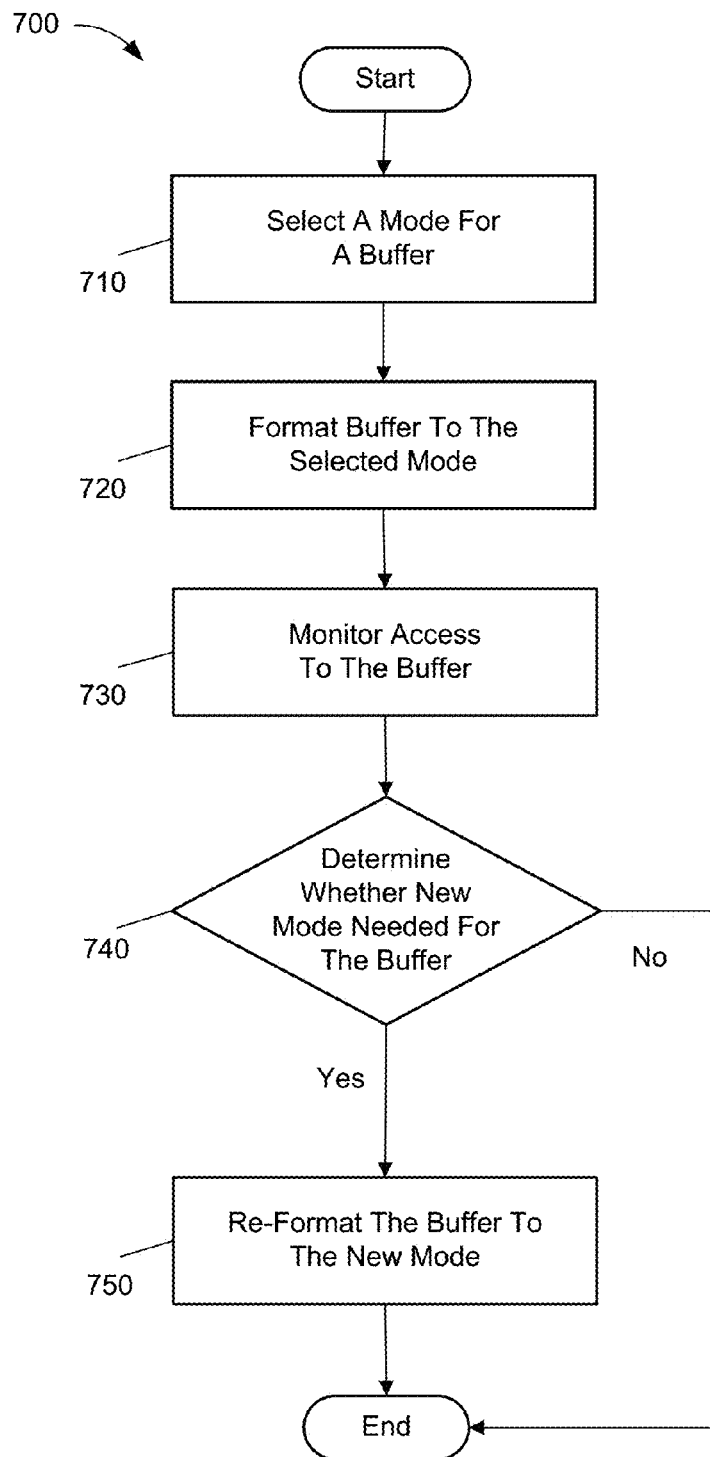 700
Start
Select A Mode For
A Buffer
710
Format Buffer To The
Selected Mode
720
Monitor Access
To The Buffer
730
Determine
Whether New
Mode Needed For
The Buffer
740
No
Yes
Re-Format The Buffer To
The New Mode
750
End